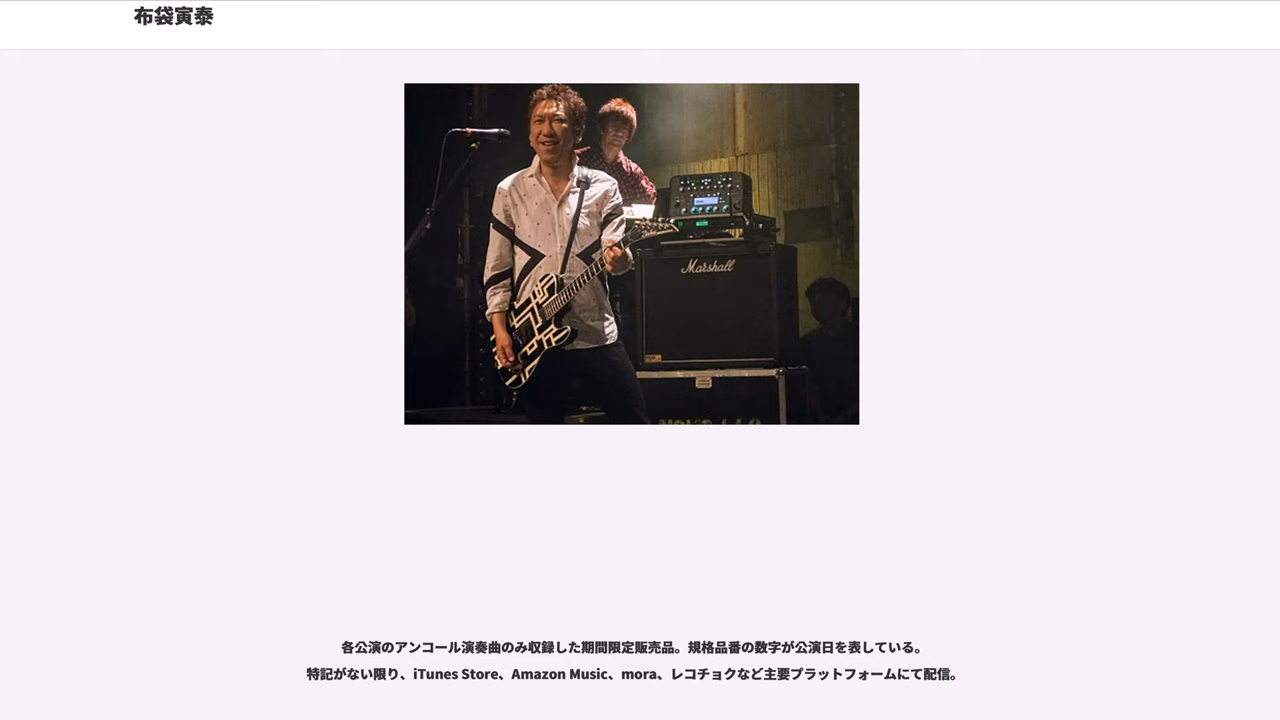 布袋寅泰
Marshall
各公演のアンコール演奏曲のみ収録した期間限定販売品。規格品番の数字が公演日を表している。
特記がない限り、iTunes Store、Amazon Music、mora、レコチョクなど主要プラットフォームにて配信。